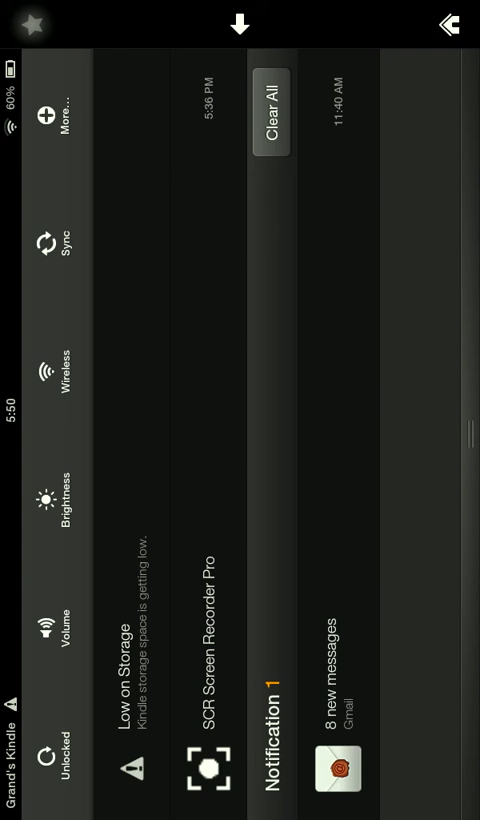 Grand's Kindle
5:50
60%
Unlocked
Volume
Brightness
Wireless
Sync
More...
Low on Storage
Kindle storage space is getting low.
SCR Screen Recorder Pro
5:36 PM
Notification 1
Clear All
8 new messages
11:40 AM
Gmail